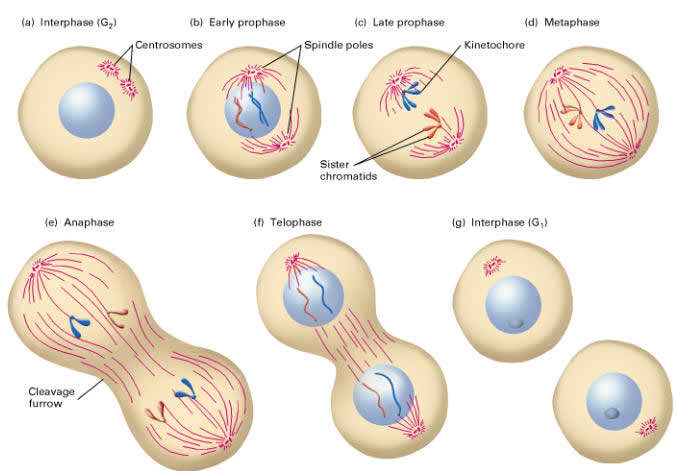 (a) Interphase (G₂)
Centrosomes
(b) Early prophase
Spindle poles
(c) Late prophase
Kinetochore
Sister
chromatids
(d) Metaphase
(e) Anaphase
Cleavage
furrow
(f) Telophase
(g) Interphase (G₁)